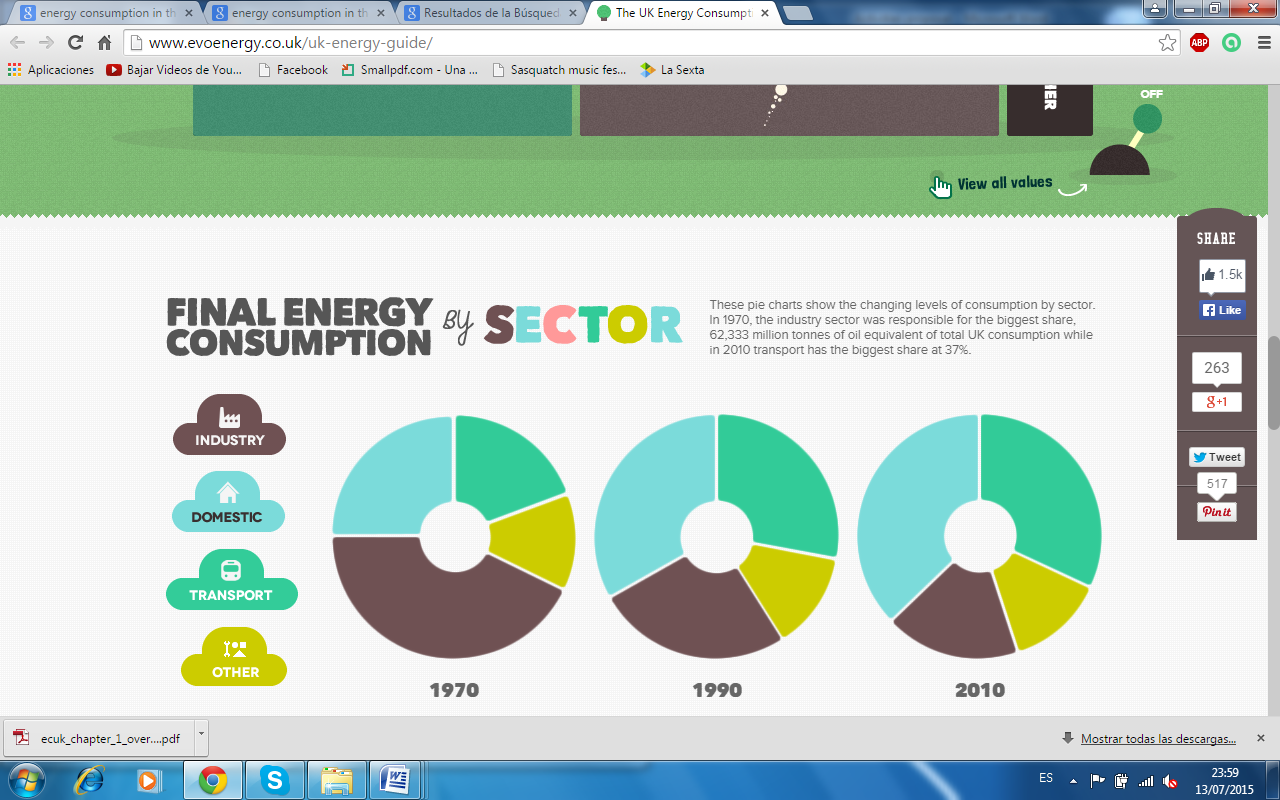 energy consumption in th
energy consumption in th
Resultados de la Búsqued
The UK Energy Consumpti
www.evoenergy.co.uk/uk-energy-guide/
ABP
Aplicaciones
Bajar Videos de You...
Facebook
Smallpdf.com - Una ...
Sasquatch music fes...
La Sexta
OFF
View all values
SHARE
1.5k
Like
263
g+1
Tweet
517
Pin it
FINAL ENERGY
CONSUMPTION
By SECTOR
These pie charts show the changing levels of consumption by sector.
In 1970, the industry sector was responsible for the biggest share,
62,333 million tonnes of oil equivalent of total UK consumption while
in 2010 transport has the biggest share at 37%.
INDUSTRY
DOMESTIC
TRANSPORT
OTHER
1970
1990
2010
ecuk_chapter_1_over....pdf
Mostrar todas las descargas...
ES
23:59
13/07/2015